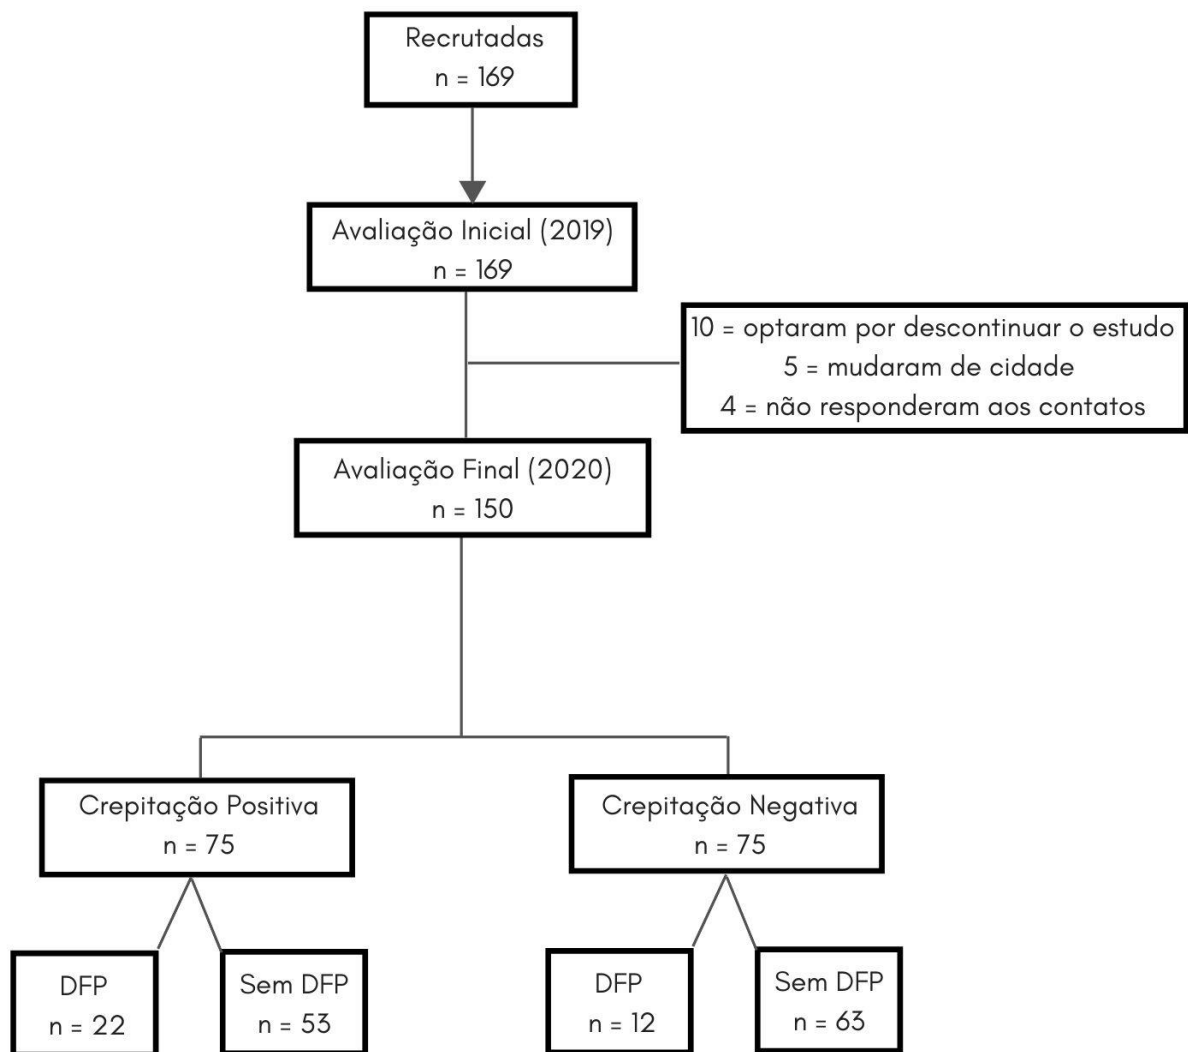 Recrutadas
n = 169
Avaliação Inicial (2019)
n = 169
10 = optaram por descontinuar o estudo
5 = mudaram de cidade
4 = não responderam aos contatos
Avaliação Final (2020)
n = 150
Crepitação Positiva
n = 75
Crepitação Negativa
n = 75
DFP
n = 22
Sem DFP
n = 53
DFP
n = 12
Sem DFP
n = 63